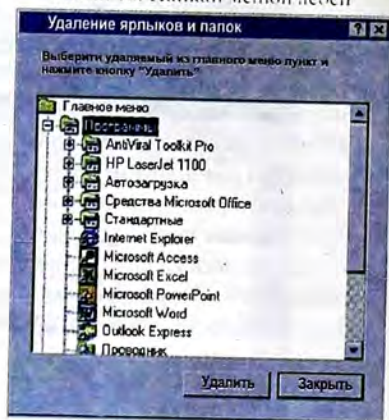 Удаление ярлыков и папок
Выберити удаляемый из главного меню пункт и
нажмите кнопку "Удалить"
Главное меню
Программы
AntiViral Toolkit Pro
HP LaserJet 1100
Автозагрузка
Средства Microsoft Office
Стандартные
Internet Explorer
Microsoft Access
Microsoft Excel
Microsoft PowerPoint
Microsoft Word
Outlook Express
Проводник
Удалить
Закрыть